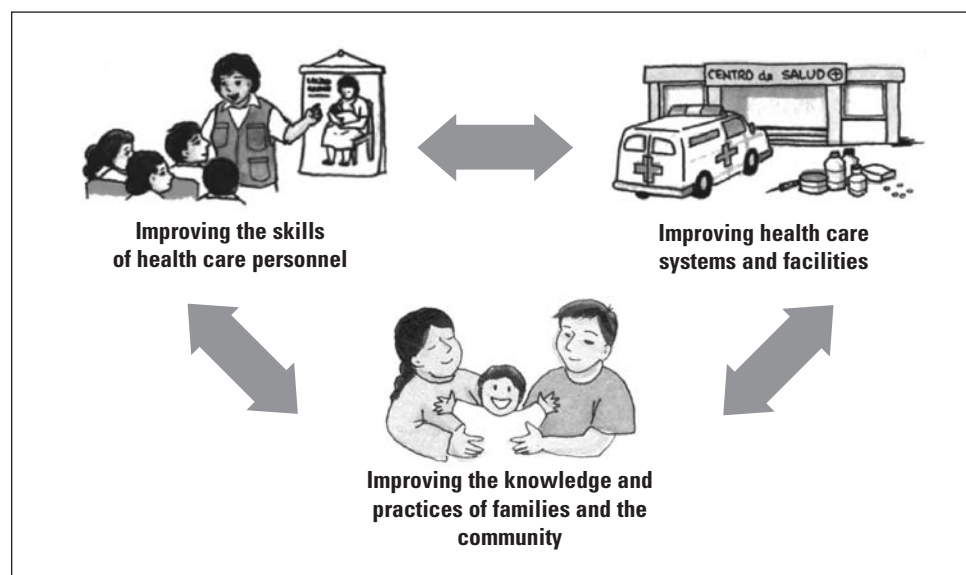 CENTRO de SALUD
Improving the skills
of health care personnel
Improving health care
systems and facilities
Improving the knowledge and
practices of families and the
community